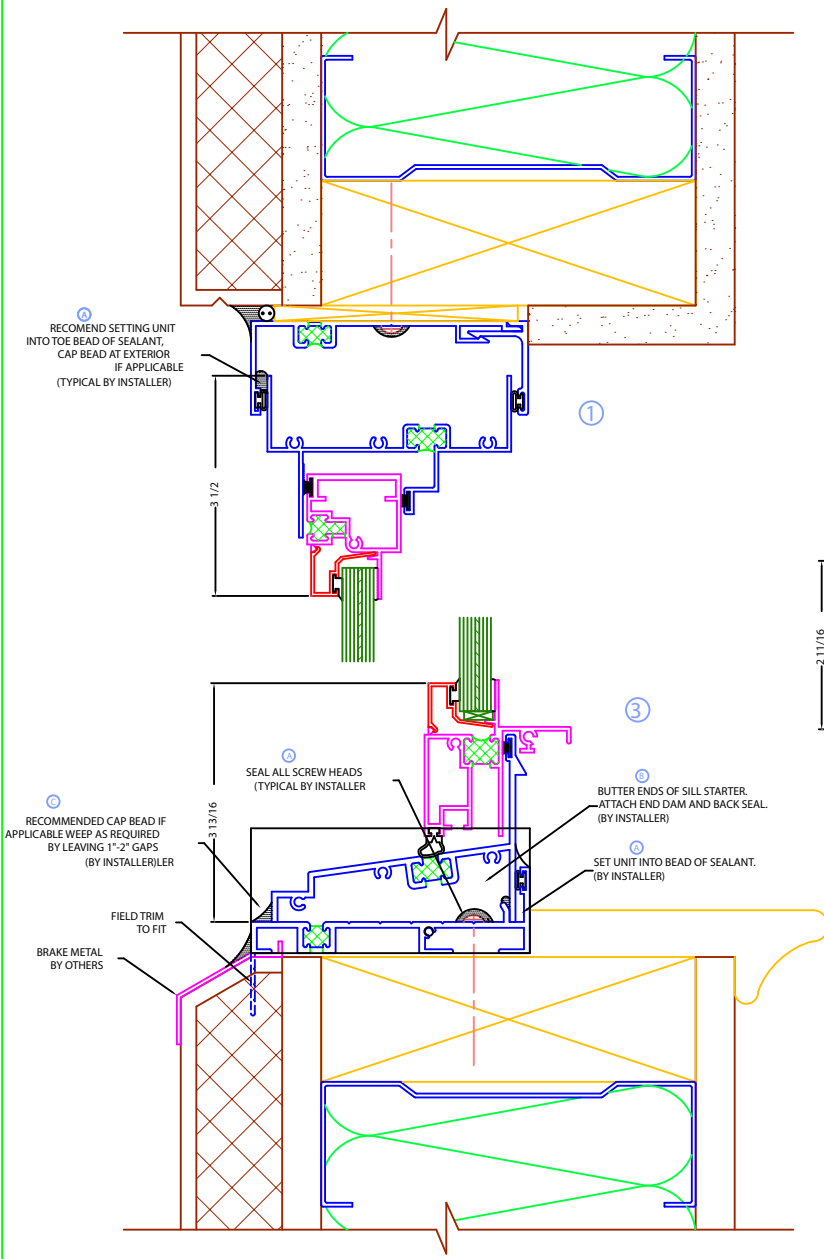 A
RECOMEND SETTING UNIT
INTO TOE BEAD OF SEALANT,
CAP BEAD AT EXTERIOR
IF APPLICABLE
(TYPICAL BY INSTALLER)
1
3 1/2
2 11/16
3
3 13/16
A
SEAL ALL SCREW HEADS
(TYPICAL BY INSTALLER
B
BUTTER ENDS OF SILL STARTER.
ATTACH END DAM AND BACK SEAL.
(BY INSTALLER)
C
RECOMMENDED CAP BEAD IF
APPLICABLE WEEP AS REQUIRED
BY LEAVING 1"-2" GAPS
(BY INSTALLER)LER
A
SET UNIT INTO BEAD OF SEALANT.
(BY INSTALLER)
FIELD TRIM
TO FIT
BRAKE METAL
BY OTHERS